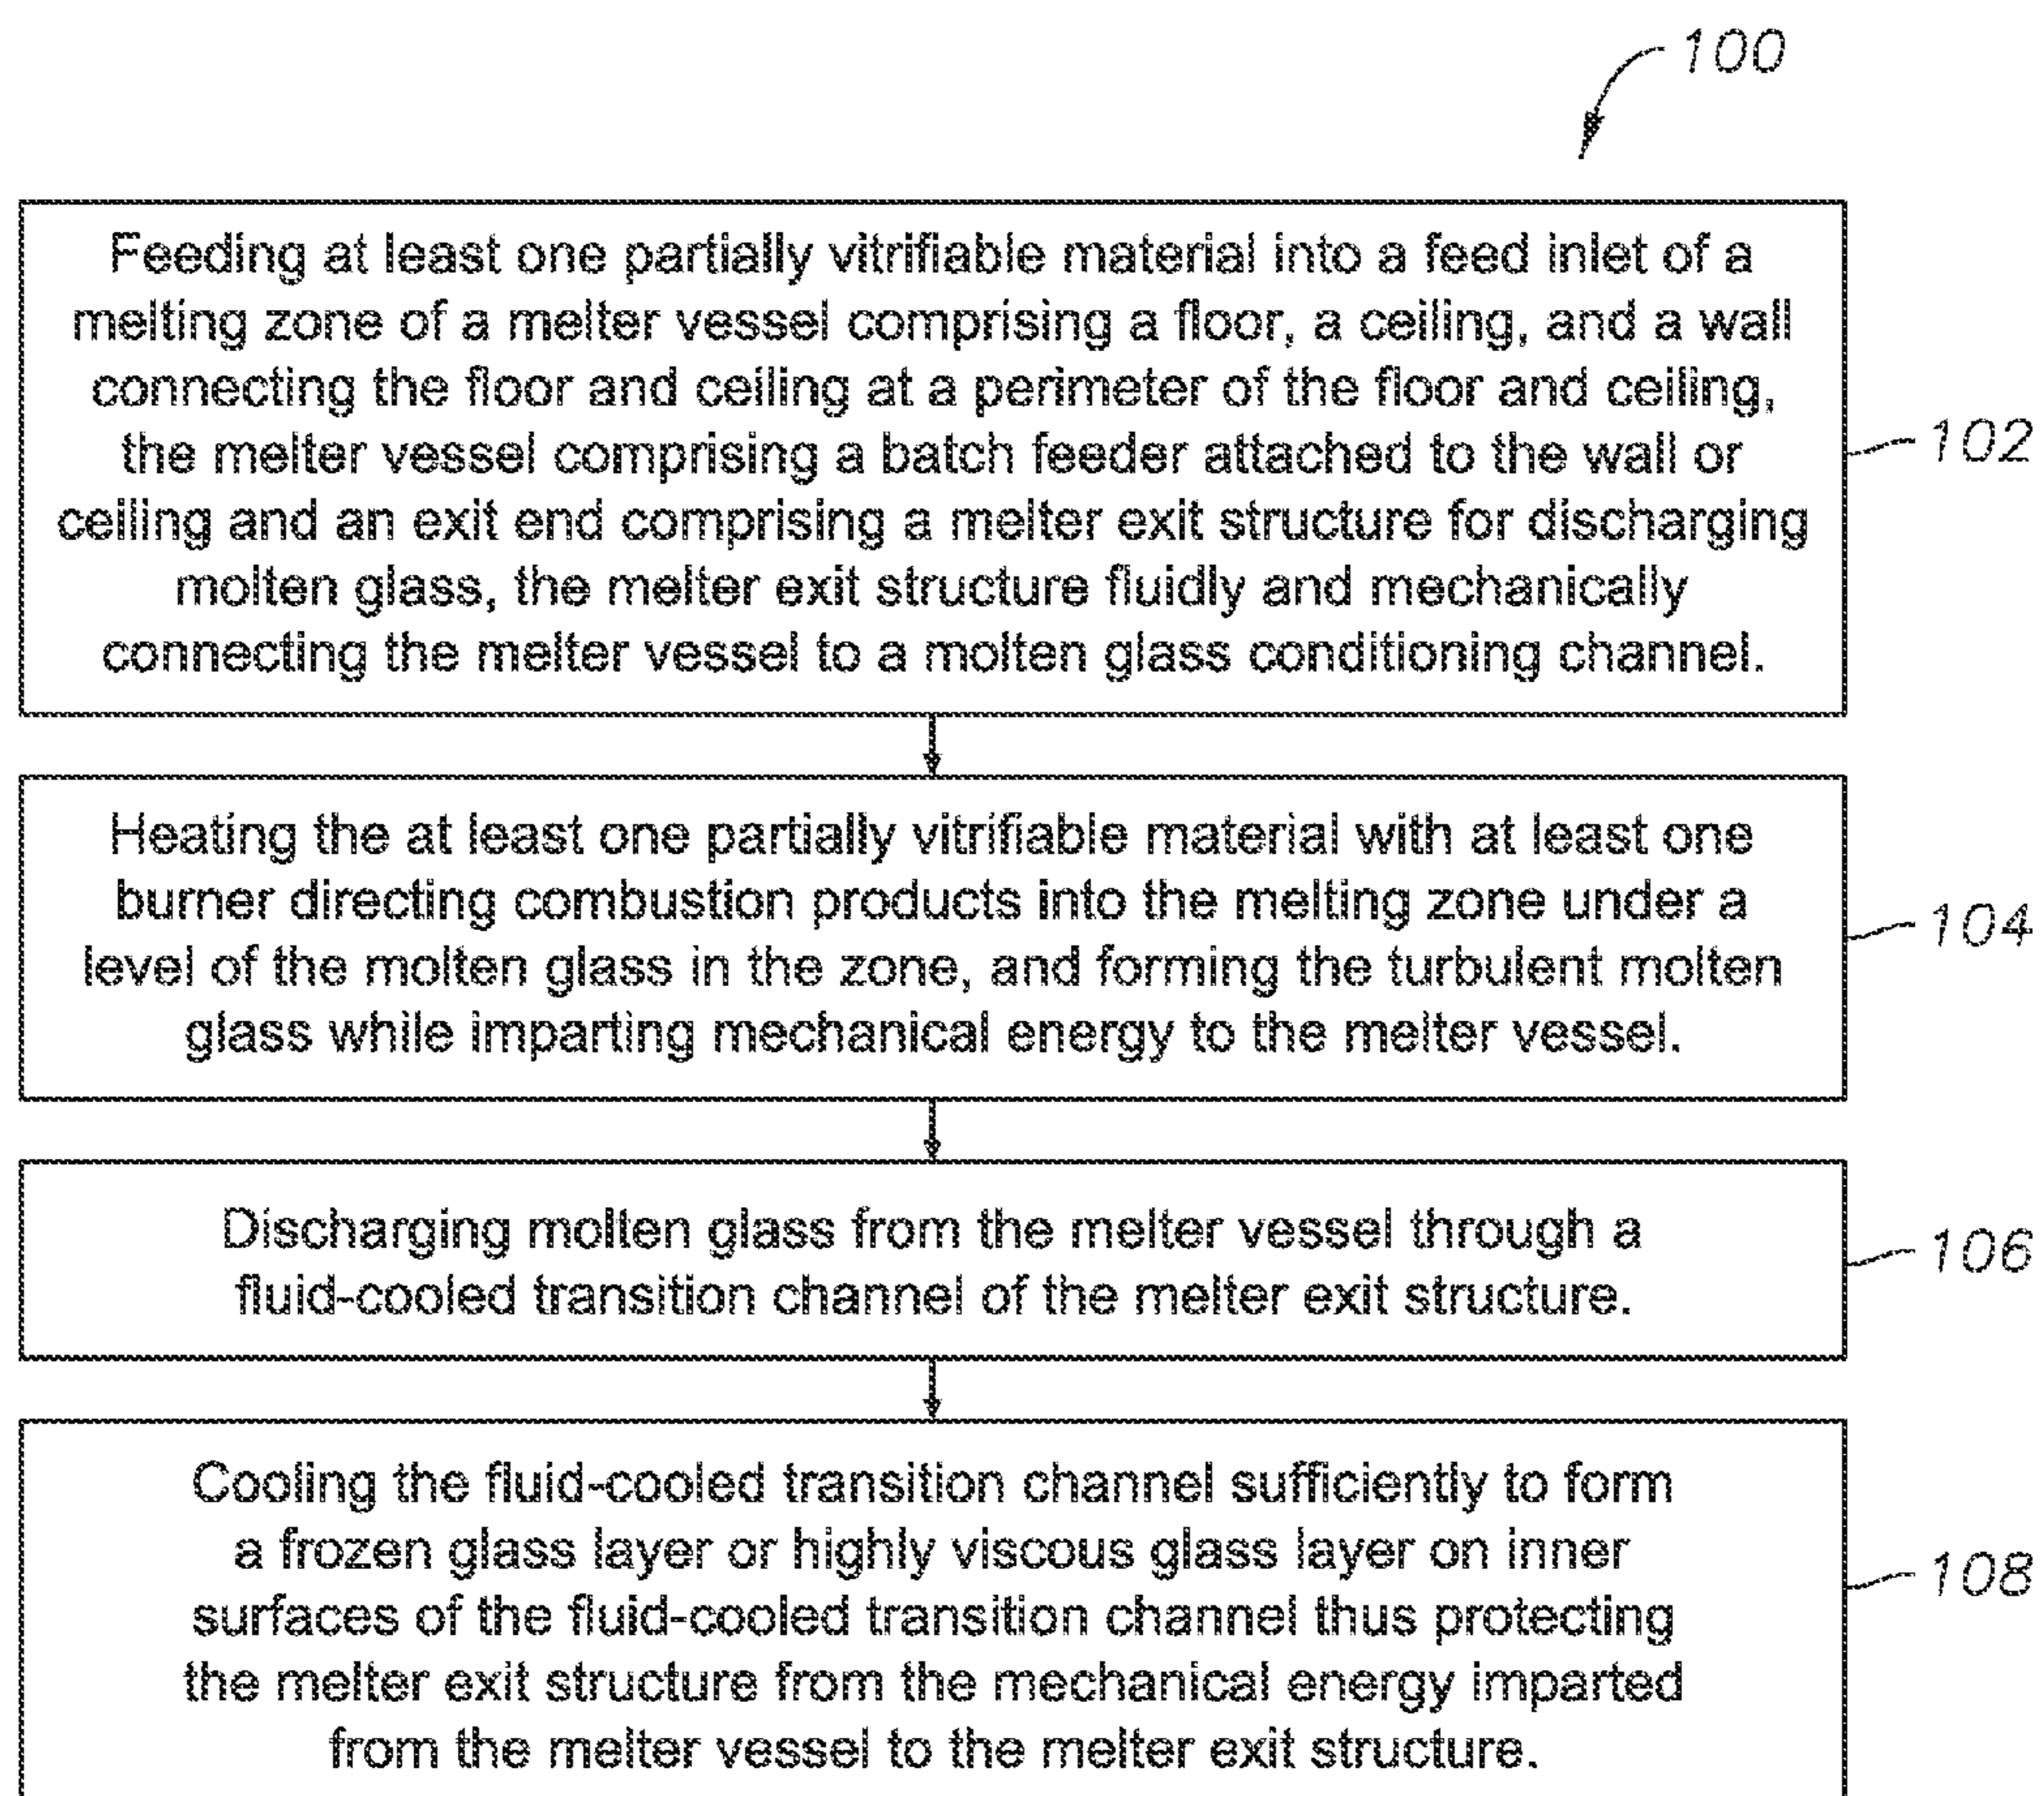 100
Feeding at least one partially vitrifiable material into a feed inlet of a
melting zone of a melter vessel comprising a floor, a ceiling, and a wall
connecting the floor and ceiling at a perimeter of the floor and ceiling,
the melter vessel comprising a batch feeder attached to the wall or
ceiling and an exit end comprising a melter exit structure for discharging
molten glass, the melter exit structure fluidly and mechanically
connecting the melter vessel to a molten glass conditioning channel.
102
Heating the at least one partially vitrifiable material with at least one
burner directing combustion products into the melting zone under a
level of the molten glass in the zone, and forming the turbulent molten
glass while imparting mechanical energy to the melter vessel.
104
Discharging molten glass from the melter vessel through a
fluid-cooled transition channel of the melter exit structure.
106
Cooling the fluid-cooled transition channel sufficiently to form
a frozen glass layer or highly viscous glass layer on inner
surfaces of the fluid-cooled transition channel thus protecting
the melter exit structure from the mechanical energy imparted
from the melter vessel to the melter exit structure.
108